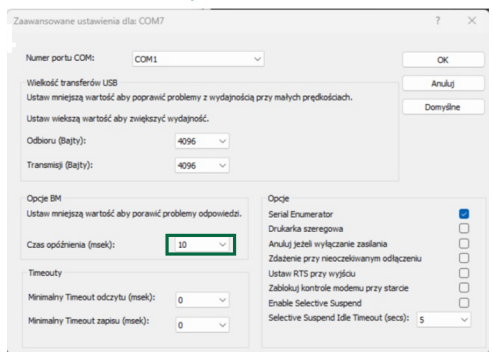 Zaawansowane ustawienia dla: COM7 ? ×
Numer portu COM: COM1
OK
Wielkość transferów USB
Anuluj
Ustaw mniejszą wartość aby poprawić problemy z wydajnością przy małych prędkościach.
Domyślne
Ustaw wiekszą wartość aby zwiększyć wydajność.
Odbioru (Bajty): 4096
Transmisji (Bajty): 4096
Opcje BM
Ustaw mniejszą wartość aby porawić problemy odpowiedzi.
Czas opóźnienia (msek): 10
Timeouty
Minimalny Timeout odczytu (msek): 0
Minimalny Timeout zapisu (msek): 0
Opcje
Serial Enumerator
Drukarka szeregowa
Anuluj jeżeli wyłączanie zasilania
Zdażenie przy nieoczekiwanym odłączeniu
Ustaw RTS przy wyjściu
Zablokuj kontrole modemu przy starcie
Enable Selective Suspend
Selective Suspend Idle Timeout (secs): 5